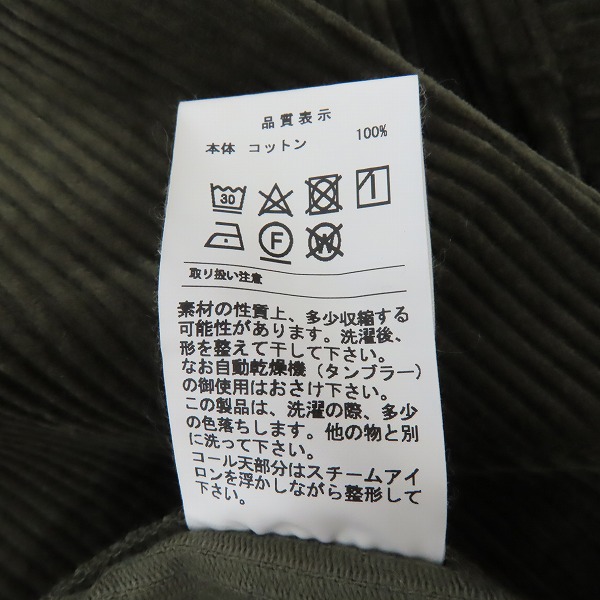 品質表示
本体 コットン 100%
30
F W
取り扱い注意
素材の性質上、多少収縮する
可能性があります。洗濯後、
形を整えて干して下さい。
なお自動乾燥機(タンブラー)
の御使用はおさけ下さい。
この製品は、洗濯の際、多少
の色落ちします。他の物と別
に洗って下さい。
コール天部分はスチームアイ
ロンを浮かしながら整形して
下さい。